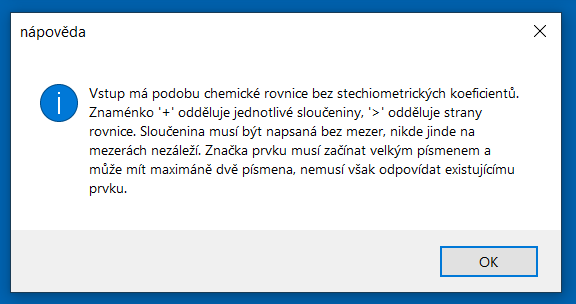 nápověda
Vstup má podobu chemické rovnice bez stechiometrických koeficientů.
Znaménko '+' odděluje jednotlivé sloučeniny, '>' odděluje strany
rovnice. Sloučenina musí být napsaná bez mezer, nikde jinde na
mezerách nezáleží. Značka prvku musí začínat velkým písmenem a
může mít maximáně dvě písmena, nemusí však odpovídat existujícímu
prvku.
OK